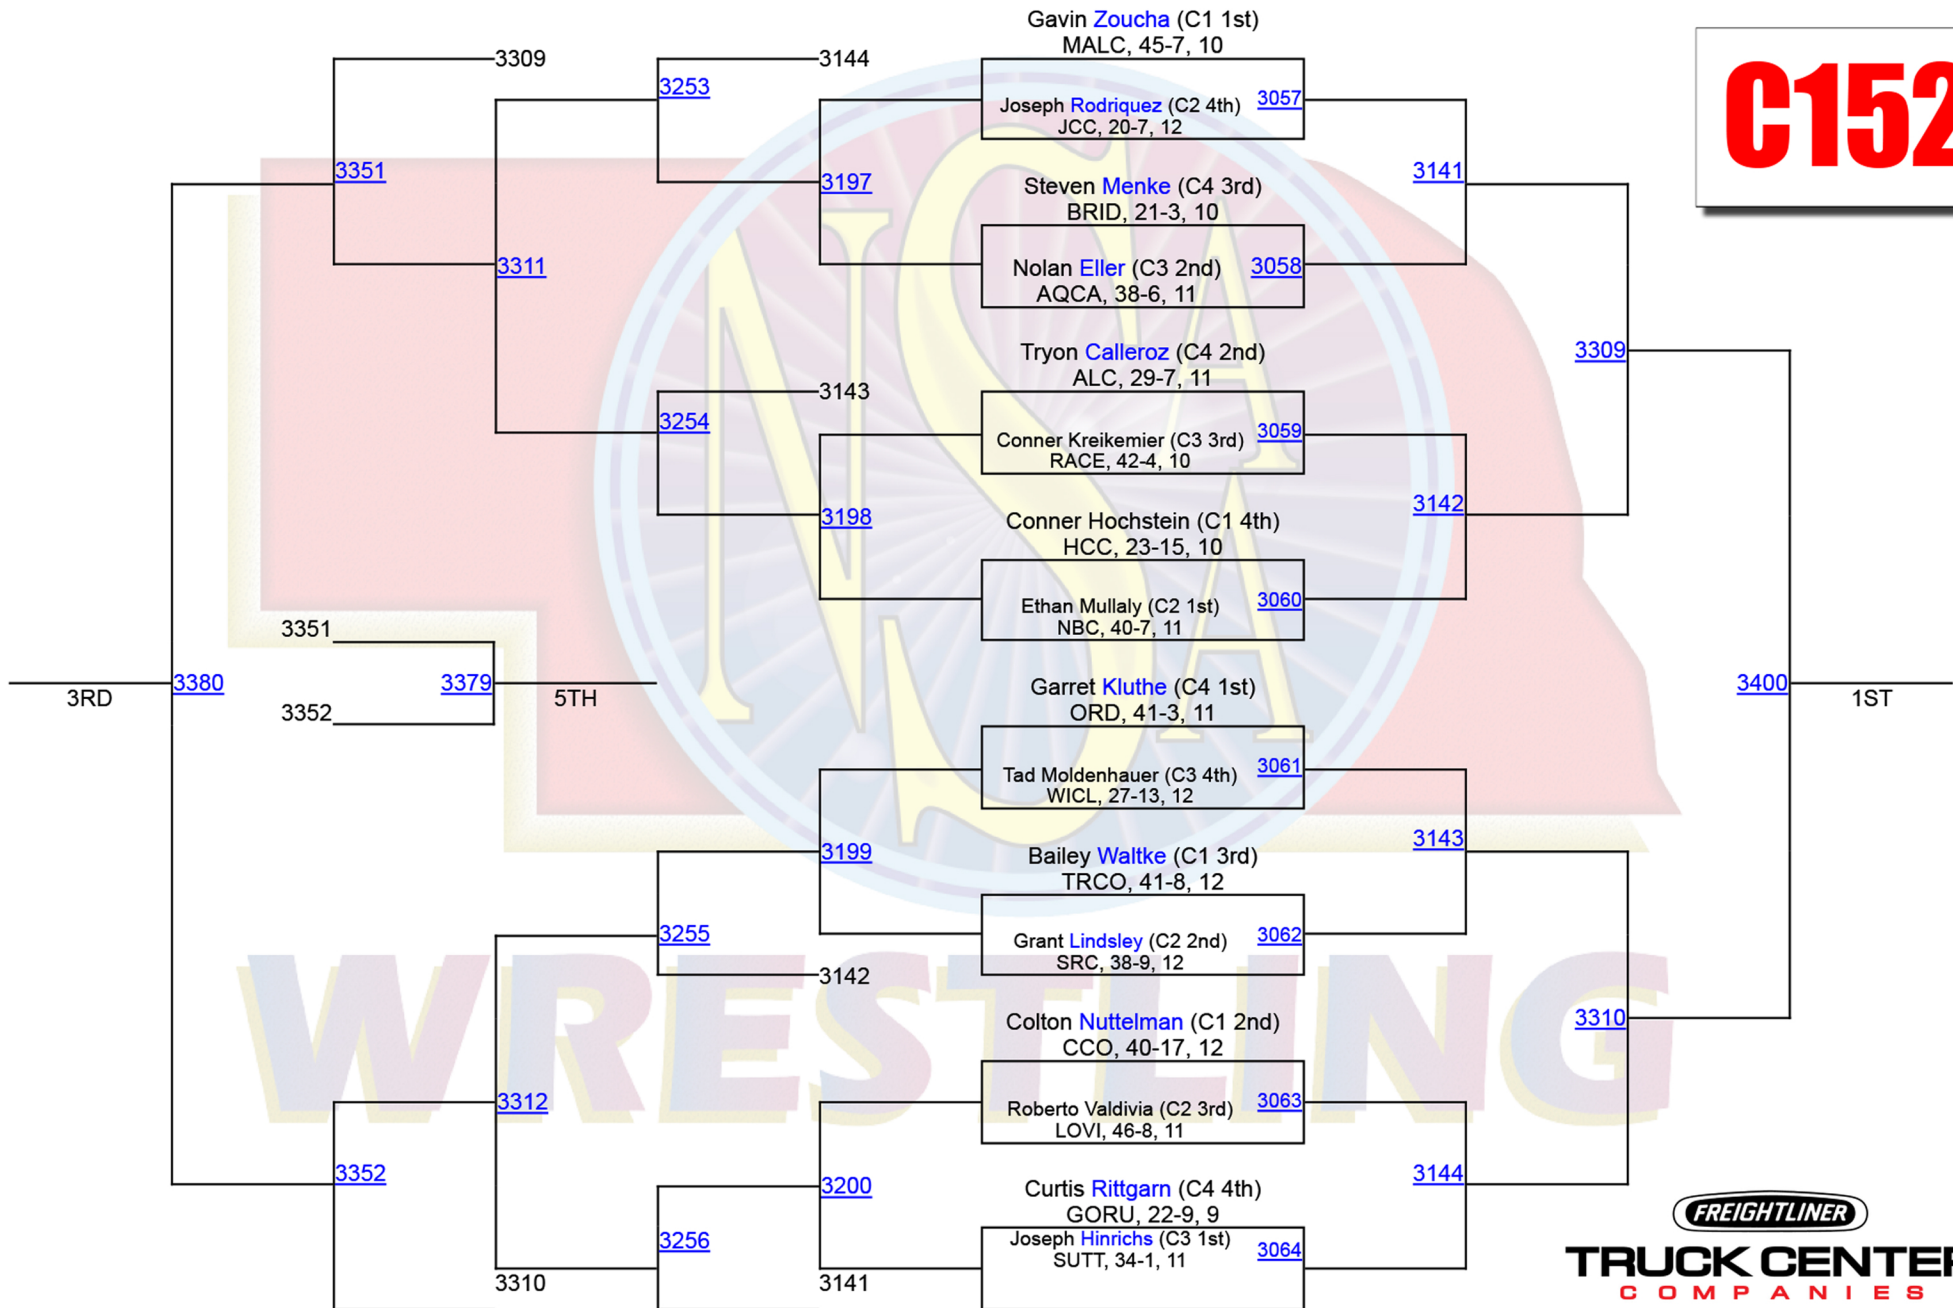 Gavin Zoucha (C1 1st)
MALC, 45-7, 10
3309
3144
C152
3253
Joseph Rodriquez (C2 4th)
JCC, 20-7, 12
3057
3351
3197
Steven Menke (C4 3rd)
BRID, 21-3, 10
3141
3311
Nolan Eller (C3 2nd)
AQCA, 38-6, 11
3058
Tryon Calleroz (C4 2nd)
ALC, 29-7, 11
3309
3143
3254
Conner Kreikemier (C3 3rd)
RACE, 42-4, 10
3059
3198
Conner Hochstein (C1 4th)
HCC, 23-15, 10
3142
Ethan Mullaly (C2 1st)
NBC, 40-7, 11
3060
3351
3380
3RD
3379
5TH
3352
Garret Kluthe (C4 1st)
ORD, 41-3, 11
3400
1ST
Tad Moldenhauer (C3 4th)
WICL, 27-13, 12
3061
3199
Bailey Waltke (C1 3rd)
TRCO, 41-8, 12
3143
3255
Grant Lindsley (C2 2nd)
SRC, 38-9, 12
3062
3142
Colton Nuttelman (C1 2nd)
CCO, 40-17, 12
3310
3312
Roberto Valdivia (C2 3rd)
LOVI, 46-8, 11
3063
3352
3200
Curtis Rittgarn (C4 4th)
GORU, 22-9, 9
3144
3256
Joseph Hinrichs (C3 1st)
SUTT, 34-1, 11
3064
3310
3141
NSAA
WRESTLING
FREIGHTLINER
TRUCK CENTER
COMPANIES